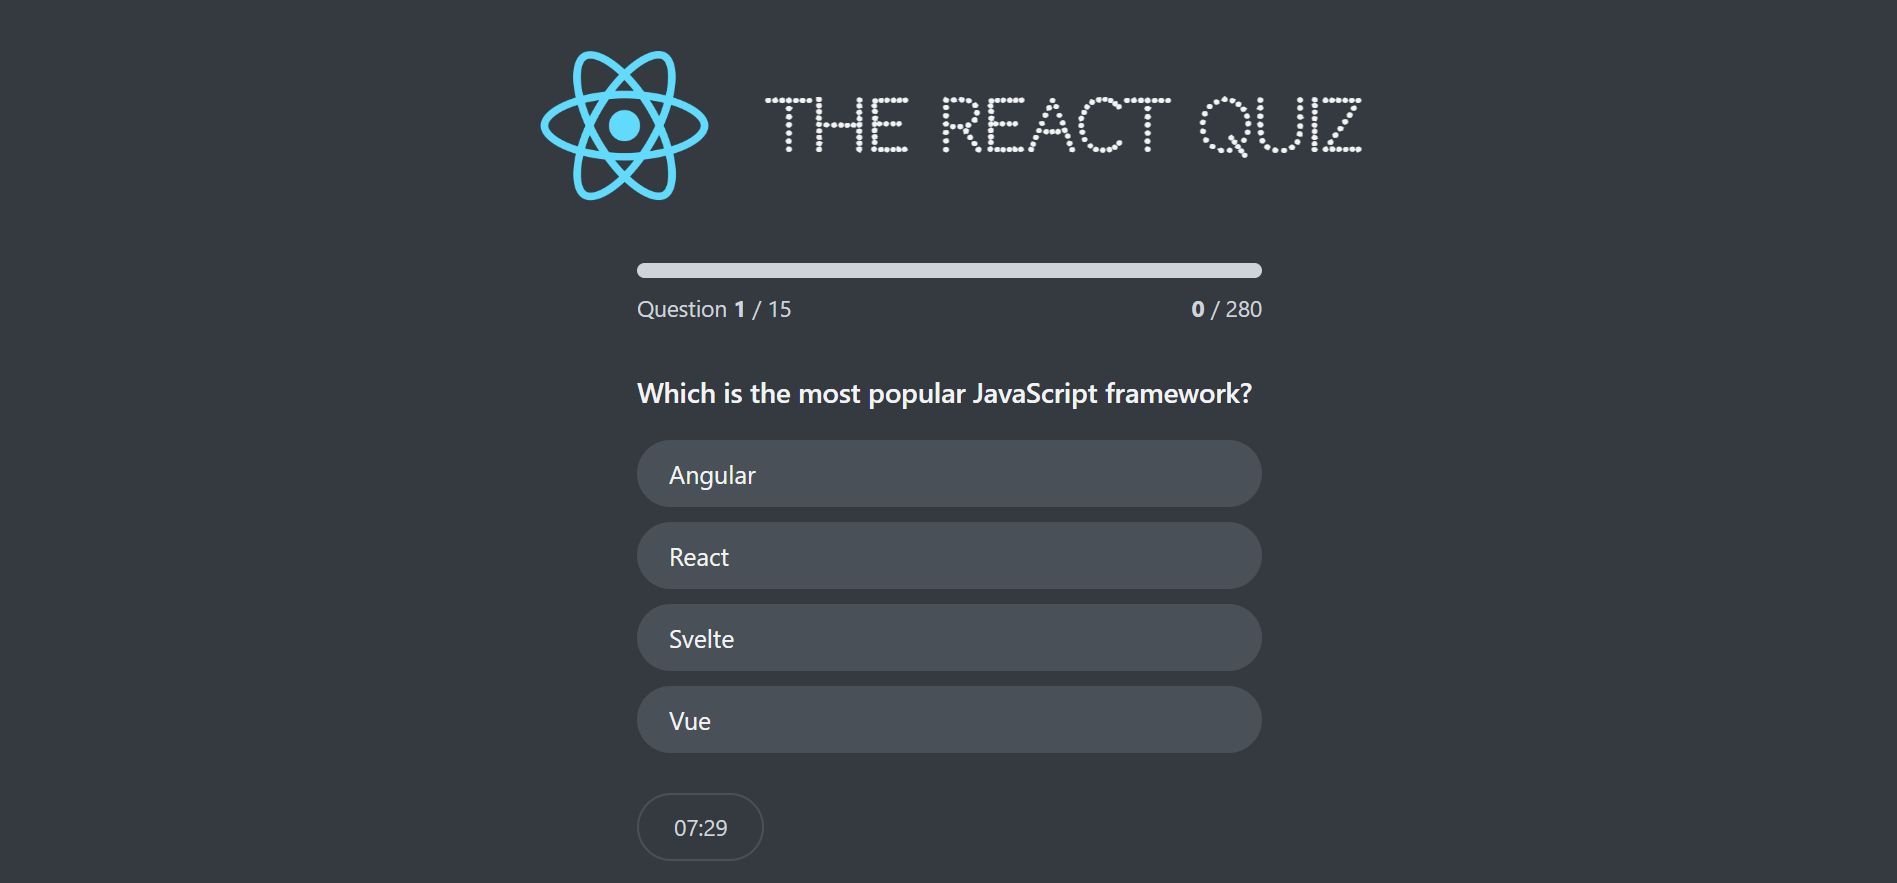 THE REACT QUIZ
Question 1 / 15
0 / 280
Which is the most popular JavaScript framework?
Angular
React
Svelte
Vue
07:29